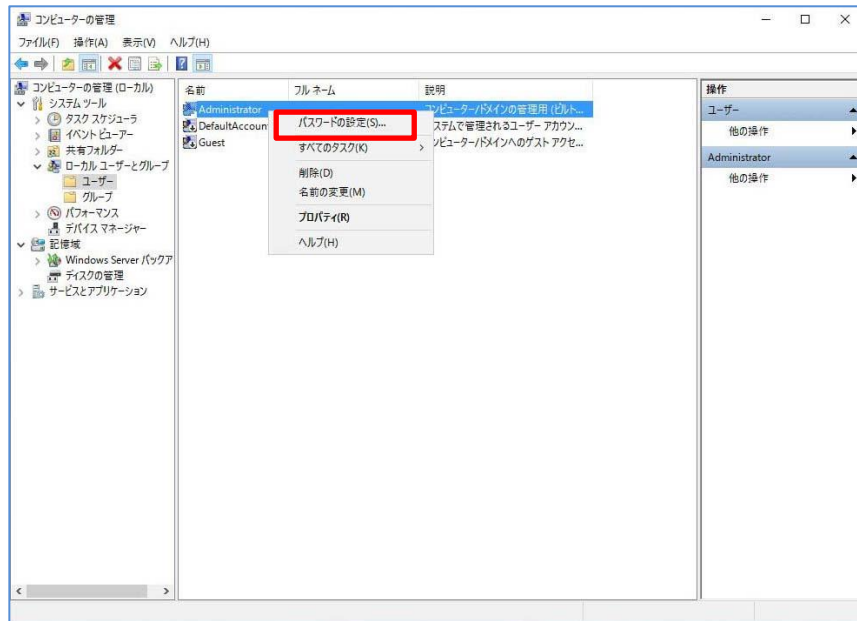 コンピューターの管理
ファイル(F) 操作(A) 表示(V) ヘルプ(H)
コンピューターの管理 (ローカル)
システム ツール
タスク スケジューラ
イベント ビューアー
共有フォルダー
ローカル ユーザーとグループ
ユーザー
グループ
パフォーマンス
デバイス マネージャー
記憶域
Windows Server バックア
ディスクの管理
サービスとアプリケーション
名前 フル ネーム 説明
Administrator コンピューター/ドメインの管理用 (ビルト...
DefaultAccoun ステムで管理されるユーザー アカウン...
Guest ンピューター/ドメインへのゲスト アクセ...
パスワードの設定(S)...
すべてのタスク(K)
削除(D)
名前の変更(M)
プロパティ(R)
ヘルプ(H)
操作
ユーザー
他の操作
Administrator
他の操作